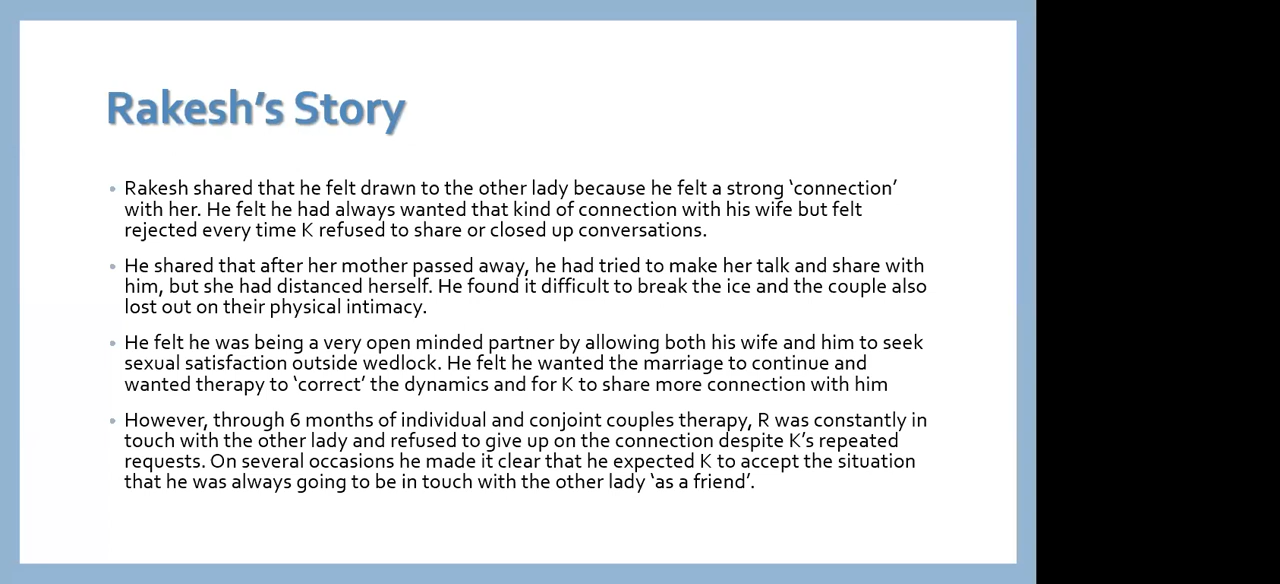 Rakesh’s Story
• Rakesh shared that he felt drawn to the other lady because he felt a strong ‘connection’
with her. He felt he had always wanted that kind of connection with his wife but felt
rejected every time K refused to share or closed up conversations.
• He shared that after her mother passed away, he had tried to make her talk and share with
him, but she had distanced herself. He found it difficult to break the ice and the couple also
lost out on their physical intimacy.
• He felt he was being a very open minded partner by allowing both his wife and him to seek
sexual satisfaction outside wedlock. He felt he wanted the marriage to continue and
wanted therapy to ‘correct’ the dynamics and for K to share more connection with him
• However, through 6 months of individual and conjoint couples therapy, R was constantly in
touch with the other lady and refused to give up on the connection despite K’s repeated
requests. On several occasions he made it clear that he expected K to accept the situation
that he was always going to be in touch with the other lady ‘as a friend’.